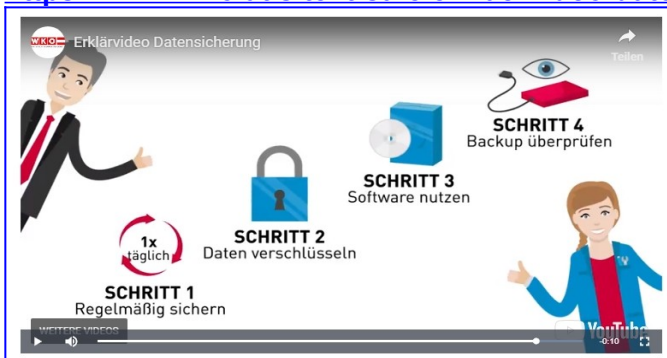 WKO
Erklärvideo Datensicherung
Teilen
SCHRITT 4
Backup überprüfen
SCHRITT 3
Software nutzen
1x
täglich
SCHRITT 2
Daten verschlüsseln
SCHRITT 1
Regelmäßig sichern
WEITERE VIDEOS
YouTube
-0:10